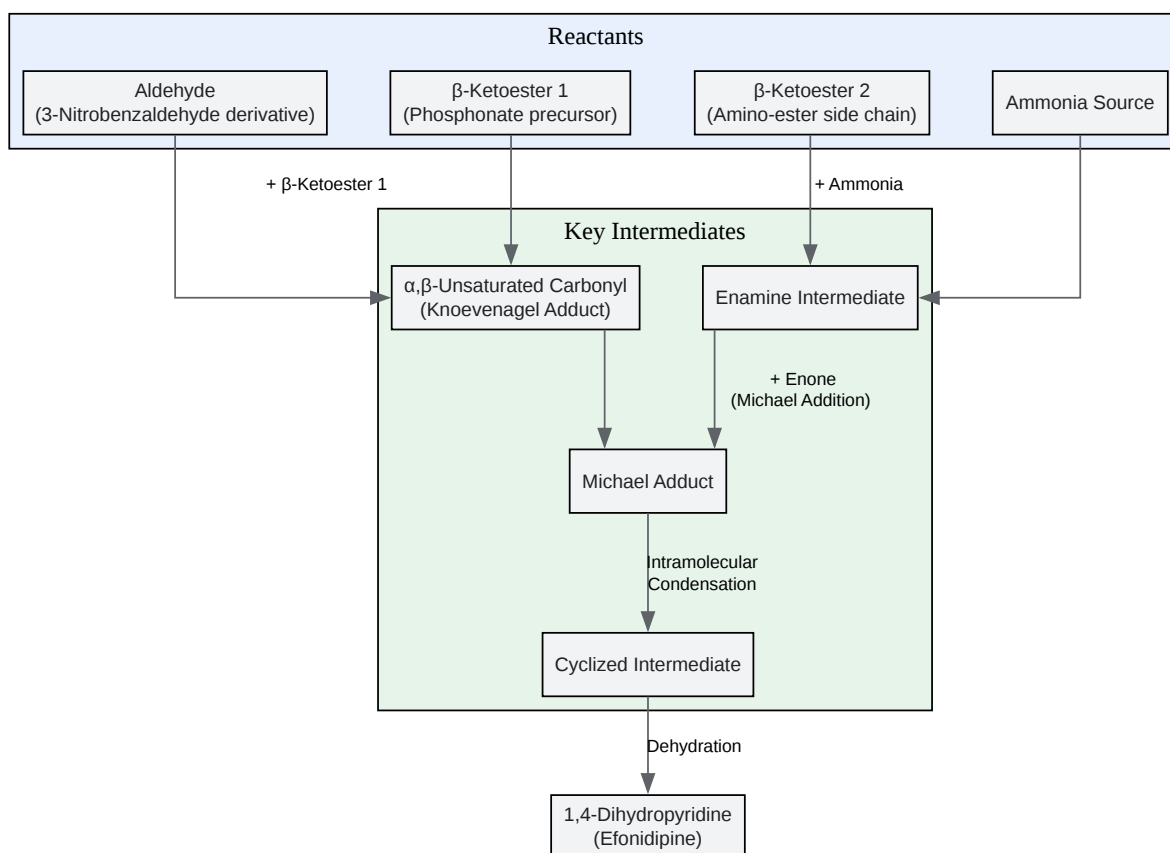 Reactants
Aldehyde
(3-Nitrobenzaldehyde derivative)
β-Ketoester 1
(Phosphonate precursor)
β-Ketoester 2
(Amino-ester side chain)
Ammonia Source
+ β-Ketoester 1
+ Ammonia
Key Intermediates
α,β-Unsaturated Carbonyl
(Knoevenagel Adduct)
Enamine Intermediate
+ Enone
(Michael Addition)
Michael Adduct
Intramolecular
Condensation
Cyclized Intermediate
Dehydration
1,4-Dihydropyridine
(Efonidipine)